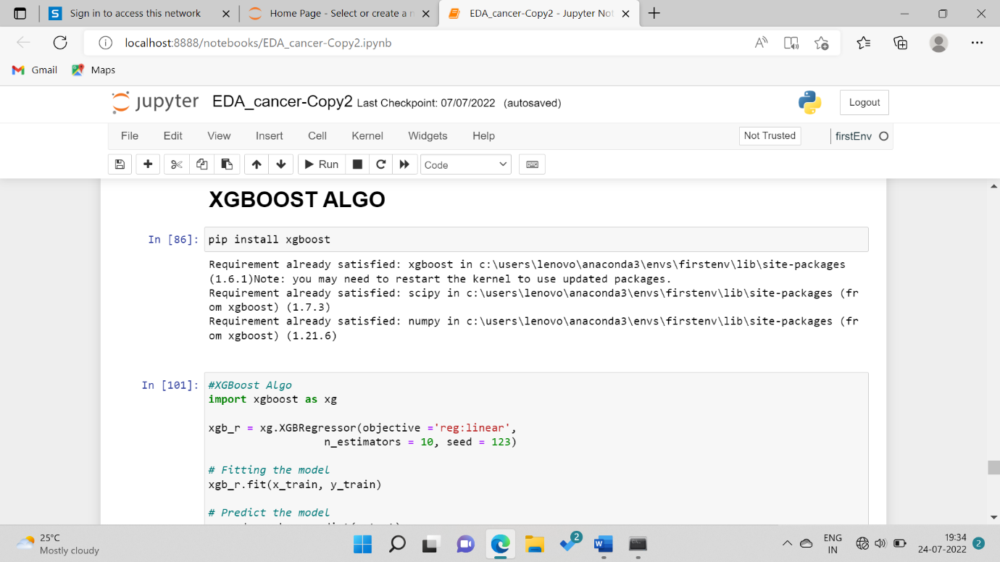 Sign in to access this network
Home Page - Select or create a n
EDA_cancer-Copy2 - Jupyter Not
localhost:8888/notebooks/EDA_cancer-Copy2.ipynb
Gmail Maps
jupyter EDA_cancer-Copy2 Last Checkpoint: 07/07/2022 (autosaved)
Logout
File Edit View Insert Cell Kernel Widgets Help
Not Trusted firstEnv
Run Code
XGBOOST ALGO
In [86]: pip install xgboost
Requirement already satisfied: xgboost in c:\users\lenovo\anaconda3\envs\firstenv\lib\site-packages
(1.6.1)Note: you may need to restart the kernel to use updated packages.
Requirement already satisfied: scipy in c:\users\lenovo\anaconda3\envs\firstenv\lib\site-packages (fr
om xgboost) (1.7.3)
Requirement already satisfied: numpy in c:\users\lenovo\anaconda3\envs\firstenv\lib\site-packages (fr
om xgboost) (1.21.6)
In [101]: #XGBoost Algo
import xgboost as xg
xgb_r = xg.XGBRegressor(objective ='reg:linear',
n_estimators = 10, seed = 123)
# Fitting the model
xgb_r.fit(x_train, y_train)
# Predict the model
25°C
Mostly cloudy
2
ENG
IN
19:34
24-07-2022
2